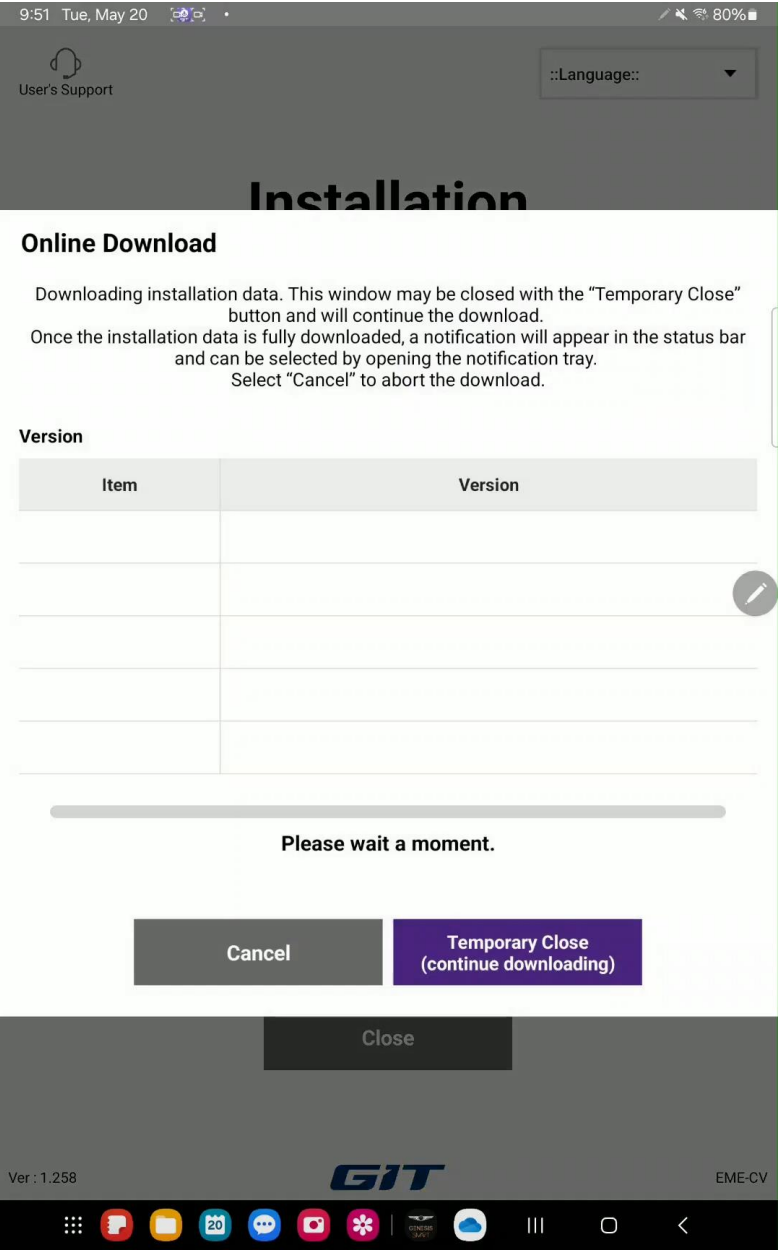 9:51 Tue, May 20
80%
User's Support
::Language::
Installation
Online Download
Downloading installation data. This window may be closed with the “Temporary Close”
button and will continue the download.
Once the installation data is fully downloaded, a notification will appear in the status bar
and can be selected by opening the notification tray.
Select “Cancel” to abort the download.
Version
Item Version
Please wait a moment.
Cancel
Temporary Close
(continue downloading)
Close
Ver : 1.258
GIT
EME-CV
20
GENESIS